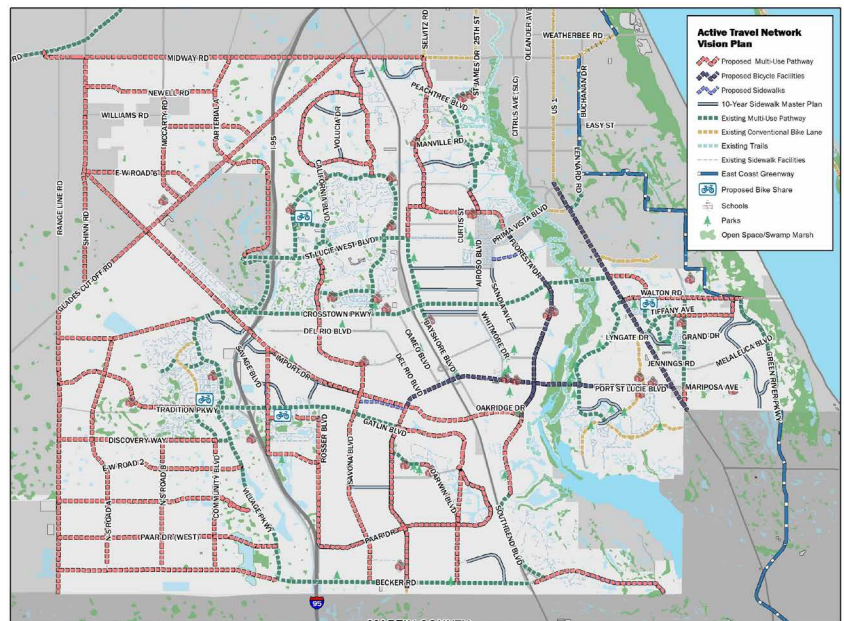 Active Travel Network
Vision Plan
Proposed Multi-Use Pathway
Proposed Bicycle Facilities
Proposed Sidewalks
10-Year Sidewalk Master Plan
Existing Multi-Use Pathway
Existing Conventional Bike Lane
Existing Trails
Existing Sidewalk Facilities
East Coast Greenway
Proposed Bike Share
Schools
Parks
Open Space/Swamp Marsh
SELVITZ RD
ST JAMES DR
25TH ST
OLEANDER AVE
WEATHERBEE RD
MIDWAY RD
NEWELL RD
WILLIAMS RD
MCCARTY RD
ARTERIAL A
I-95
VOLUCIA DR
PEACHTREE BLVD
CITRUS AVE (SLC)
US 1
BUCHANAN DR
EASY ST
MANVILLE RD
LENNARD RD
E-W ROAD 6
CALIFORNIA BLVD
RANGE LINE RD
SHINN RD
GLADES CUT-OFF RD
ST LUCIE WEST BLVD
CURTIS ST
AIROSO BLVD
PRIMA VISTA BLVD
FLORESTA DR
SANDIA AVE
WHITMORE DR
WALTON RD
TIFFANY AVE
CROSSTOWN PKWY
DEL RIO BLVD
CAMEO BLVD
BAYSHORE BLVD
DEL RIO BLVD
LYNGATE DR
GRAND DR
JENNINGS RD
MELALEUCA BLVD
GREEN RIVER PKWY
SAVAGE BLVD
IMPORT DR
PORT ST LUCIE BLVD
MARIPOSA AVE
TRADITION PKWY
OAKRIDGE DR
GATLIN BLVD
DISCOVERY WAY
ROSSER BLVD
SAVONA BLVD
E-W ROAD 2
N-S ROAD A
N-S ROAD B
COMMUNITY BLVD
VILLAGE PKWY
DARWIN BLVD
SOUTHBEND BLVD
PAAR DR (WEST)
PAAR DR
BECKER RD
95